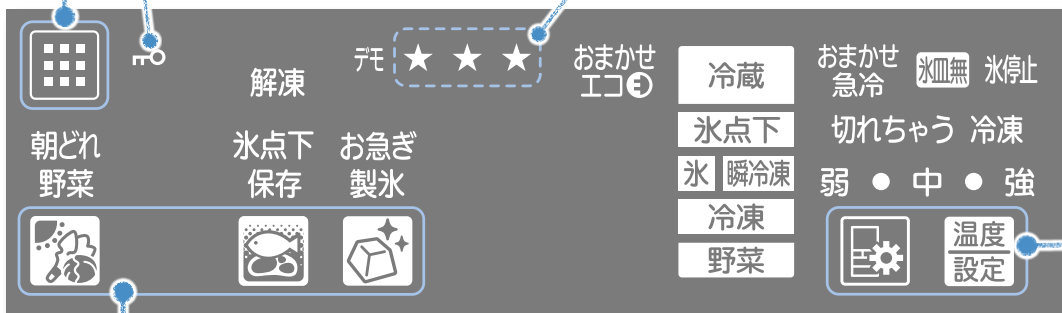 デモ ★ ★ ★
解凍
おまかせ
エコ
冷蔵
おまかせ
急冷
氷皿無
氷停止
朝どれ
野菜
氷点下
保存
お急ぎ
製氷
氷点下
切れちゃう 冷凍
氷 瞬冷凍
弱 ● 中 ● 強
冷凍
野菜
温度
設定